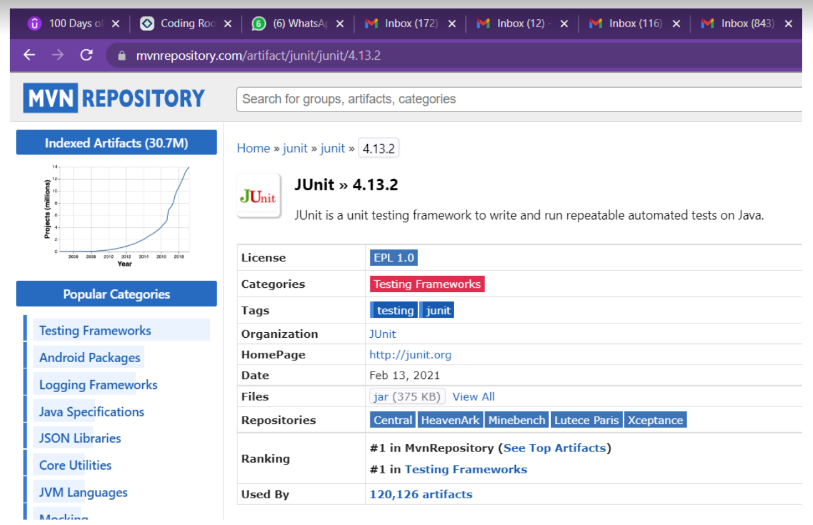 100 Days of
Coding Roo
(6) WhatsA
Inbox (172)
Inbox (12) -
Inbox (116)
Inbox (843)
mvnrepository.com/artifact/junit/junit/4.13.2
MVN REPOSITORY
Search for groups, artifacts, categories
Indexed Artifacts (30.7M)
Projects (millions)
Year
Popular Categories
Testing Frameworks
Android Packages
Logging Frameworks
Java Specifications
JSON Libraries
Core Utilities
JVM Languages
Mocking
Home » junit » junit » 4.13.2
JUnit
JUnit » 4.13.2
JUnit is a unit testing framework to write and run repeatable automated tests on Java.
License EPL 1.0
Categories Testing Frameworks
Tags testing junit
Organization JUnit
HomePage http://junit.org
Date Feb 13, 2021
Files jar (375 KB) View All
Repositories Central HeavenArk Minebench Lutece Paris Xceptance
Ranking #1 in MvnRepository (See Top Artifacts)
#1 in Testing Frameworks
Used By 120,126 artifacts